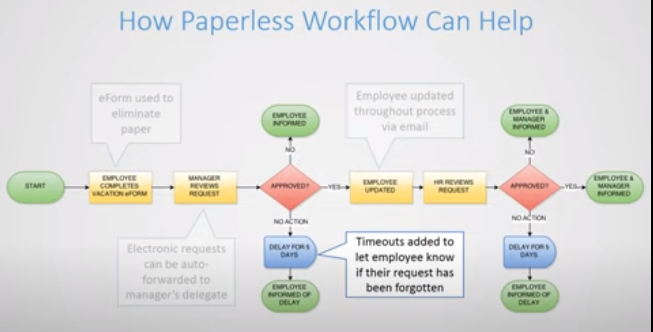 How Paperless Workflow Can Help
eForm used to
eliminate
paper
Employee updated
throughout process
via email
EMPLOYEE
INFORMED
EMPLOYEE &
MANAGER
INFORMED
NO
NO
START
EMPLOYEE
COMPLETES
VACATION eFORM
MANAGER
REVIEWS
REQUEST
APPROVED?
YES
EMPLOYEE
UPDATED
HR REVIEWS
REQUEST
APPROVED?
YES
EMPLOYEE &
MANAGER
INFORMED
NO ACTION
NO ACTION
Electronic requests
can be auto-
forwarded to
manager's delegate
DELAY FOR 5
DAYS
Timeouts added to
let employee know
if their request has
been forgotten
DELAY FOR 5
DAYS
EMPLOYEE
INFORMED OF
DELAY
EMPLOYEE
INFORMED OF
DELAY